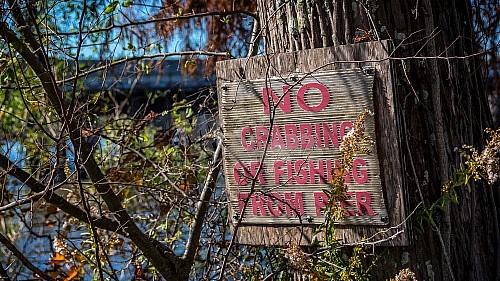 NO
CRABBING
OR FISHING
FROM PIER